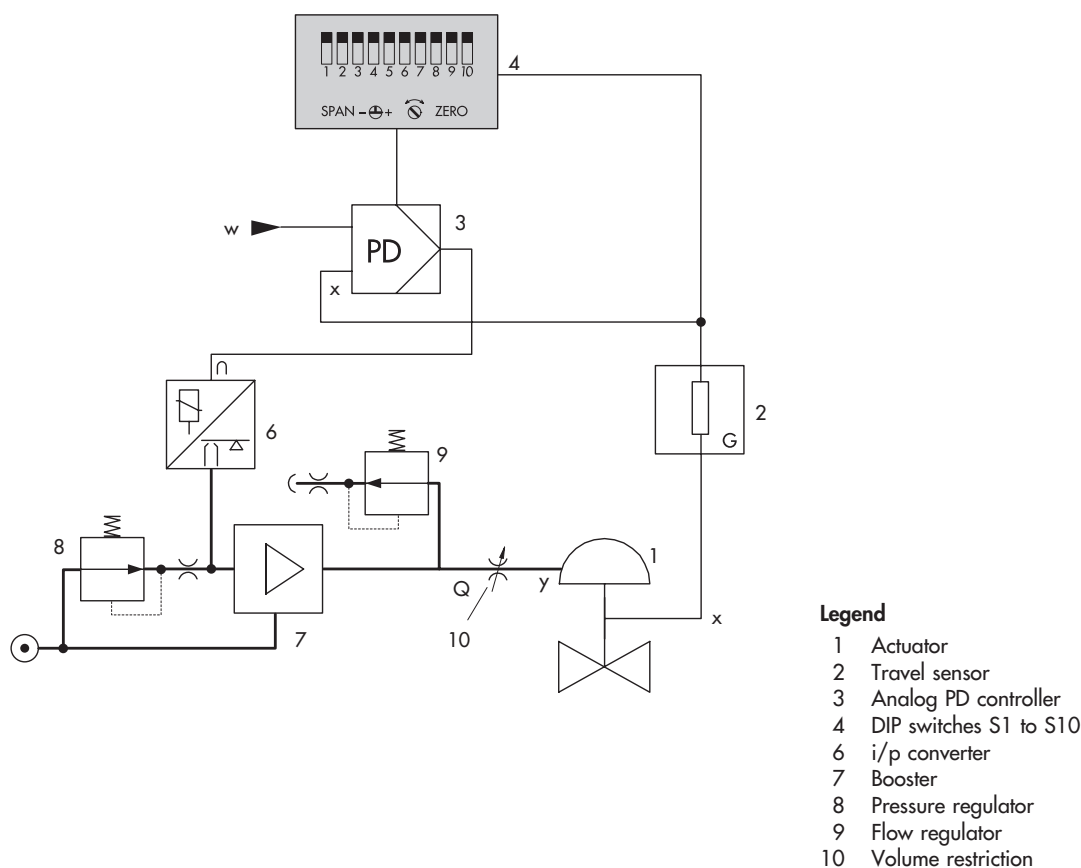 1 2 3 4 5 6 7 8 9 10
4
SPAN - + ZERO
3
w
PD
x
2
G
6
9
8
1
Q
y
7
10
x
Legend
1 Actuator
2 Travel sensor
3 Analog PD controller
4 DIP switches S1 to S10
6 i/p converter
7 Booster
8 Pressure regulator
9 Flow regulator
10 Volume restriction